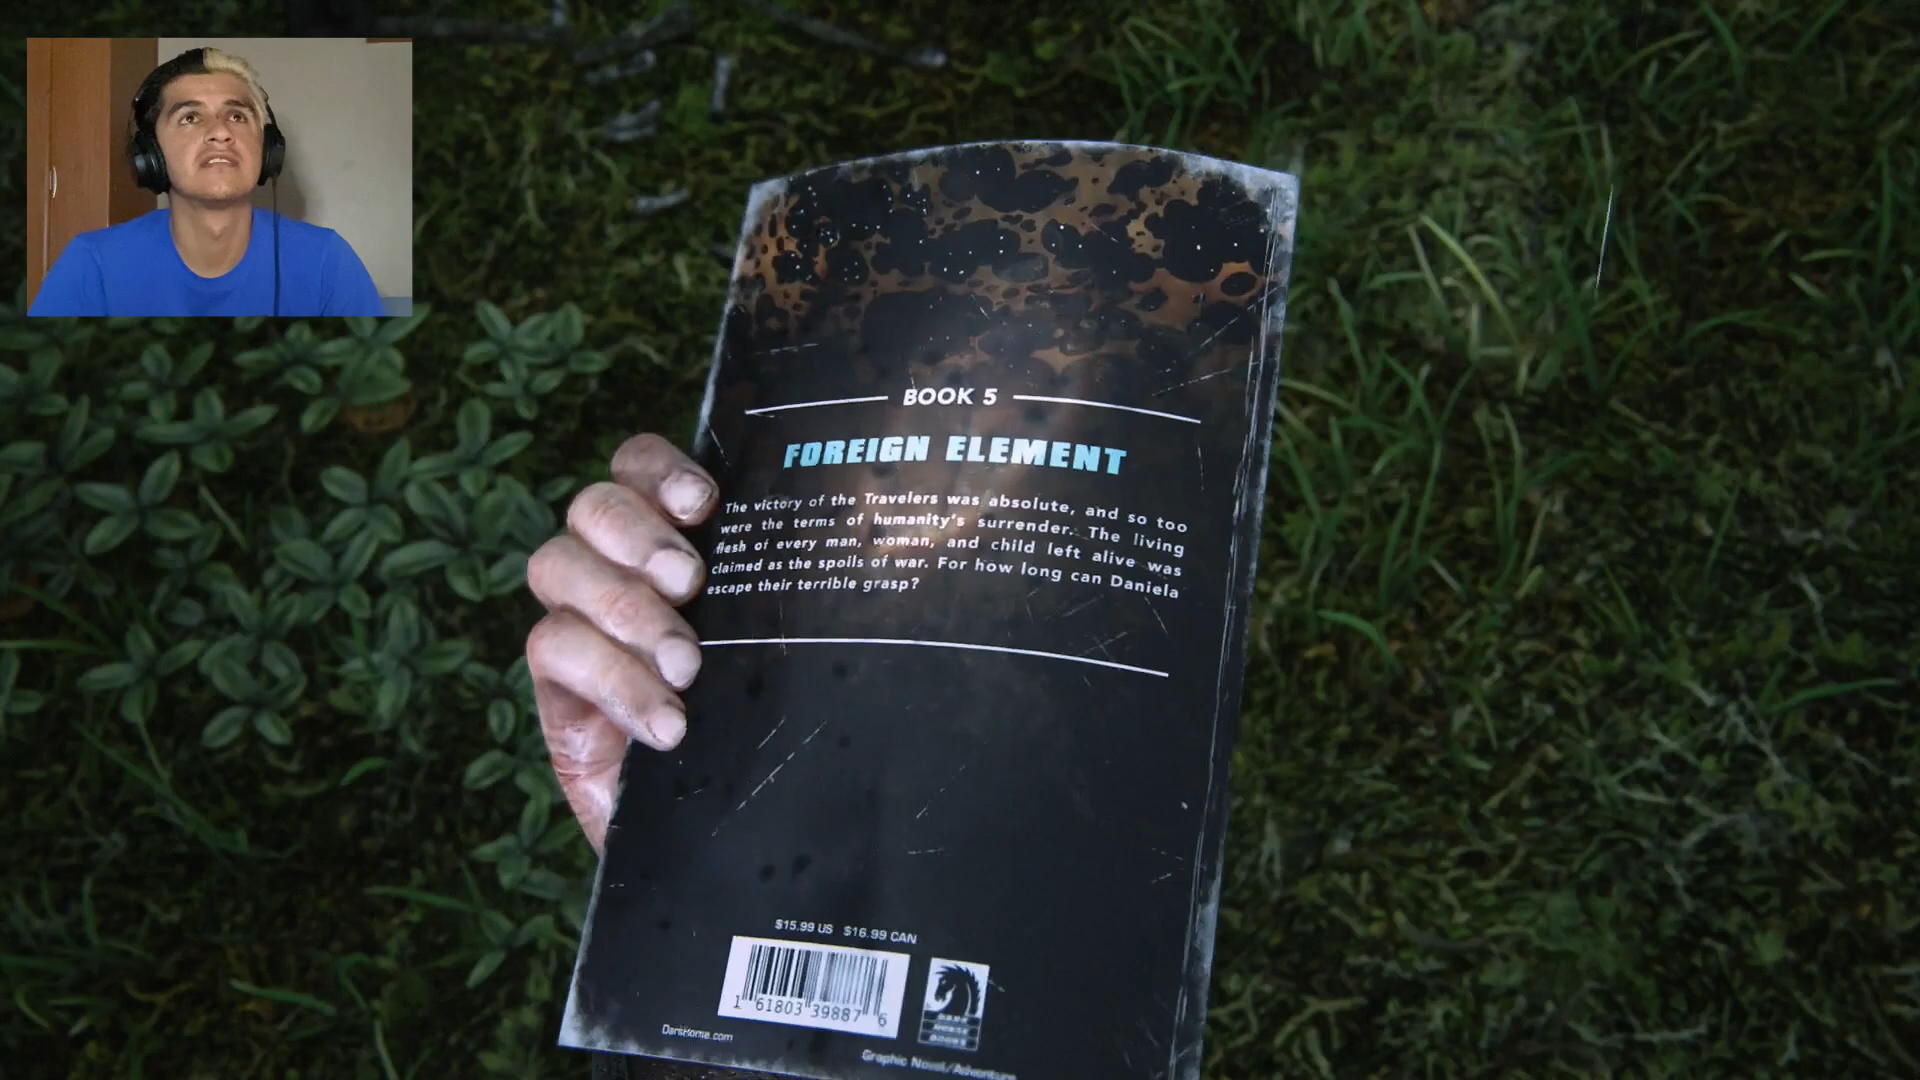 BOOK 5
FOREIGN ELEMENT
The victory of the Travelers was absolute, and so too
were the terms of humanity's surrender. The living
flesh of every man, woman, and child left alive was
claimed as the spoils of war. For how long can Daniela
escape their terrible grasp?
$15.99 US $16.99 CAN
1 61803 39887 6
Graphic Novel/Adventure